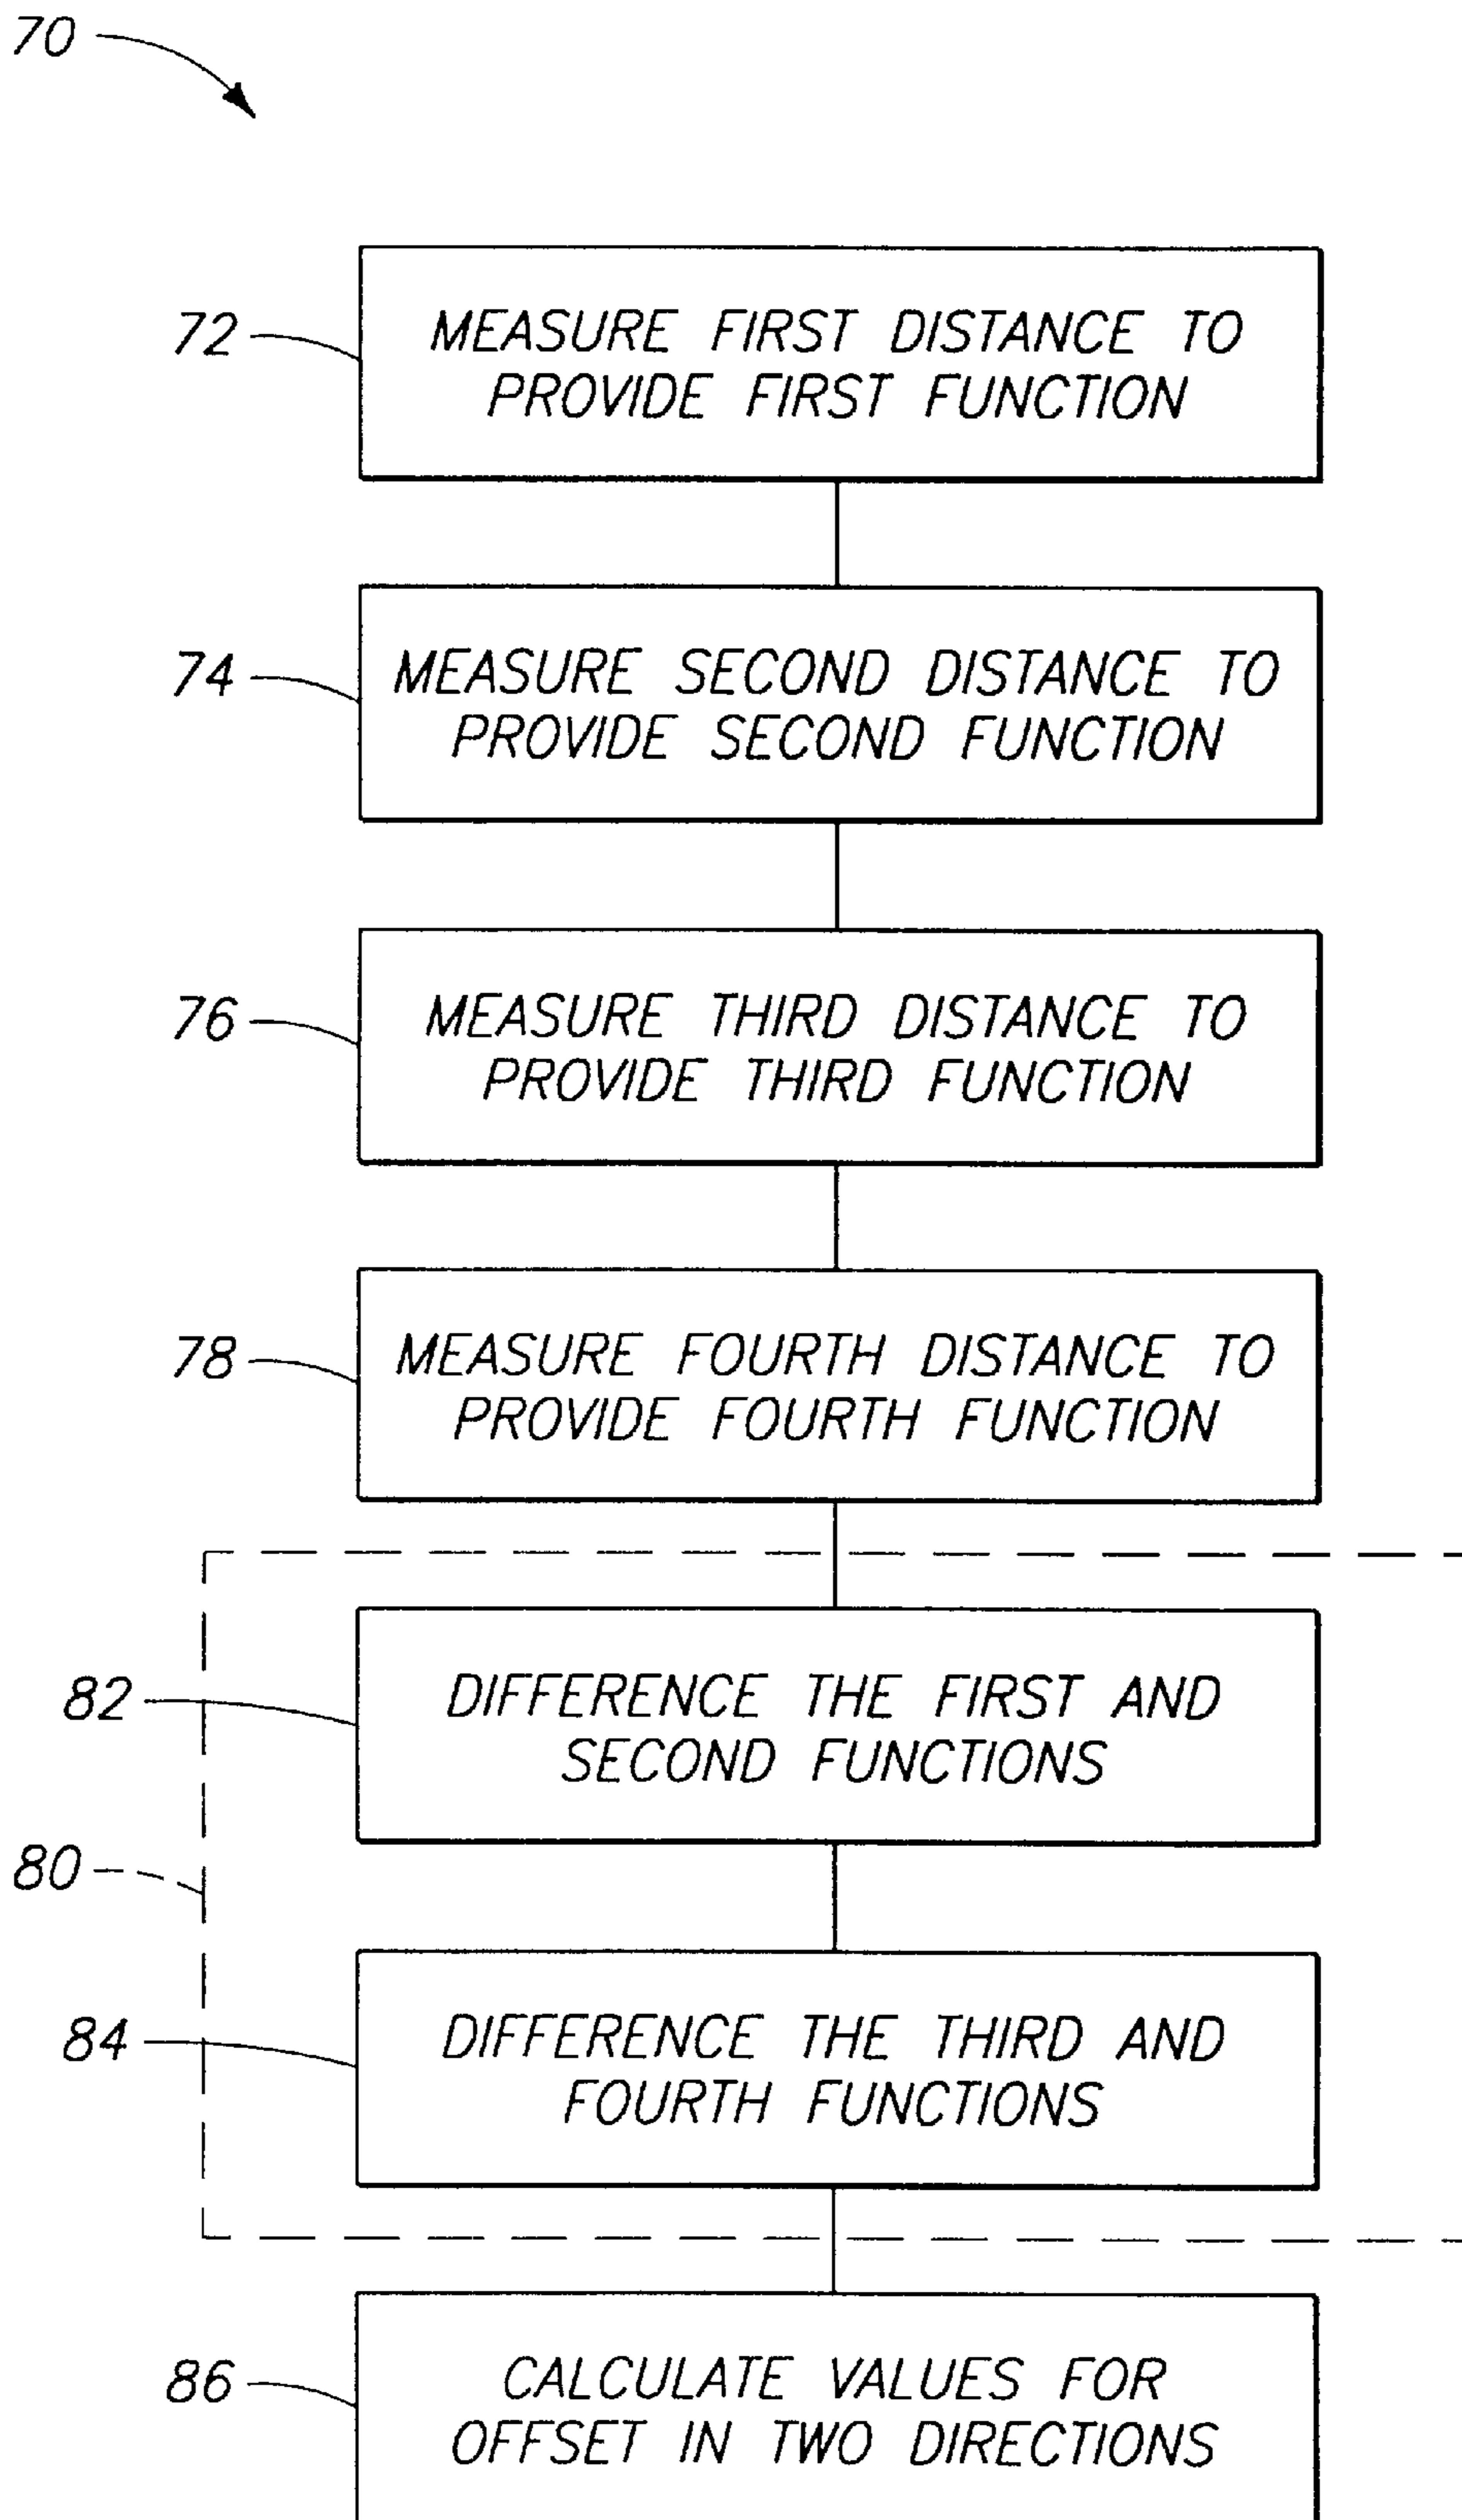 70
72
MEASURE FIRST DISTANCE TO
PROVIDE FIRST FUNCTION
74
MEASURE SECOND DISTANCE TO
PROVIDE SECOND FUNCTION
76
MEASURE THIRD DISTANCE TO
PROVIDE THIRD FUNCTION
78
MEASURE FOURTH DISTANCE TO
PROVIDE FOURTH FUNCTION
82
DIFFERENCE THE FIRST AND
SECOND FUNCTIONS
80
84
DIFFERENCE THE THIRD AND
FOURTH FUNCTIONS
86
CALCULATE VALUES FOR
OFFSET IN TWO DIRECTIONS